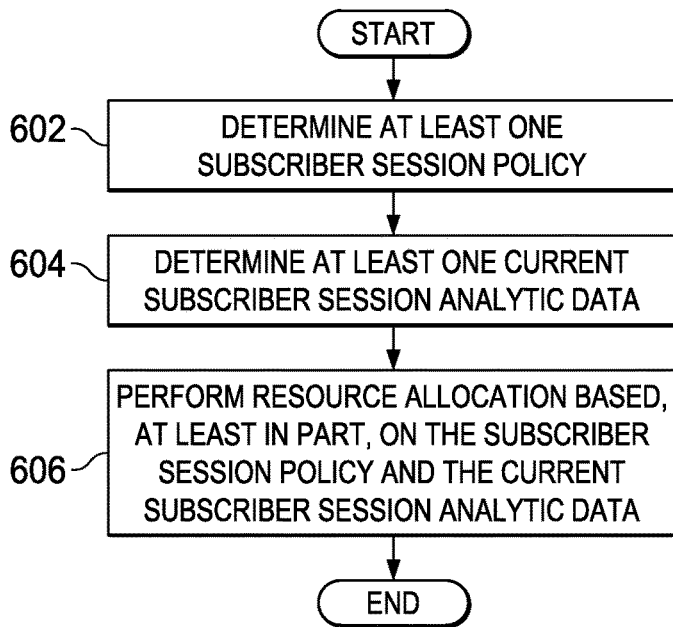 START
602
DETERMINE AT LEAST ONE
SUBSCRIBER SESSION POLICY
604
DETERMINE AT LEAST ONE CURRENT
SUBSCRIBER SESSION ANALYTIC DATA
606
PERFORM RESOURCE ALLOCATION BASED,
AT LEAST IN PART, ON THE SUBSCRIBER
SESSION POLICY AND THE CURRENT
SUBSCRIBER SESSION ANALYTIC DATA
END